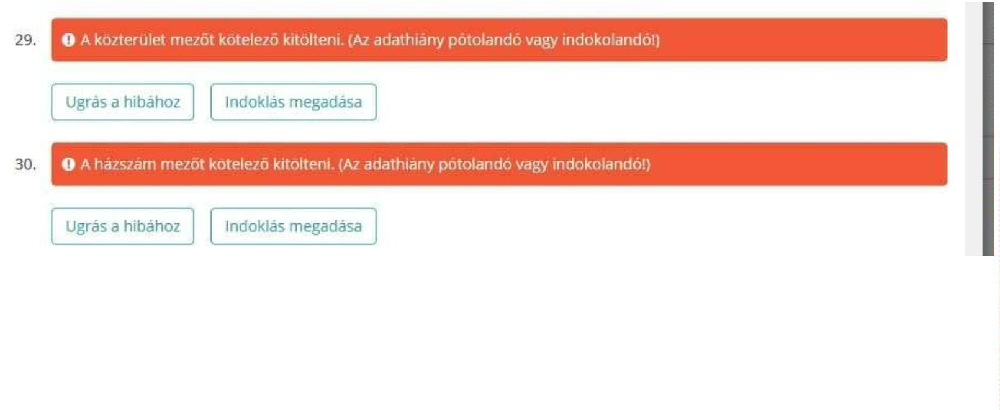 29. A közterület mezőt kötelező kitölteni. (Az adathiány pótolandó vagy indokolandó!)
Ugrás a hibához Indoklás megadása
30. A házszám mezőt kötelező kitölteni. (Az adathiány pótolandó vagy indokolandó!)
Ugrás a hibához Indoklás megadása